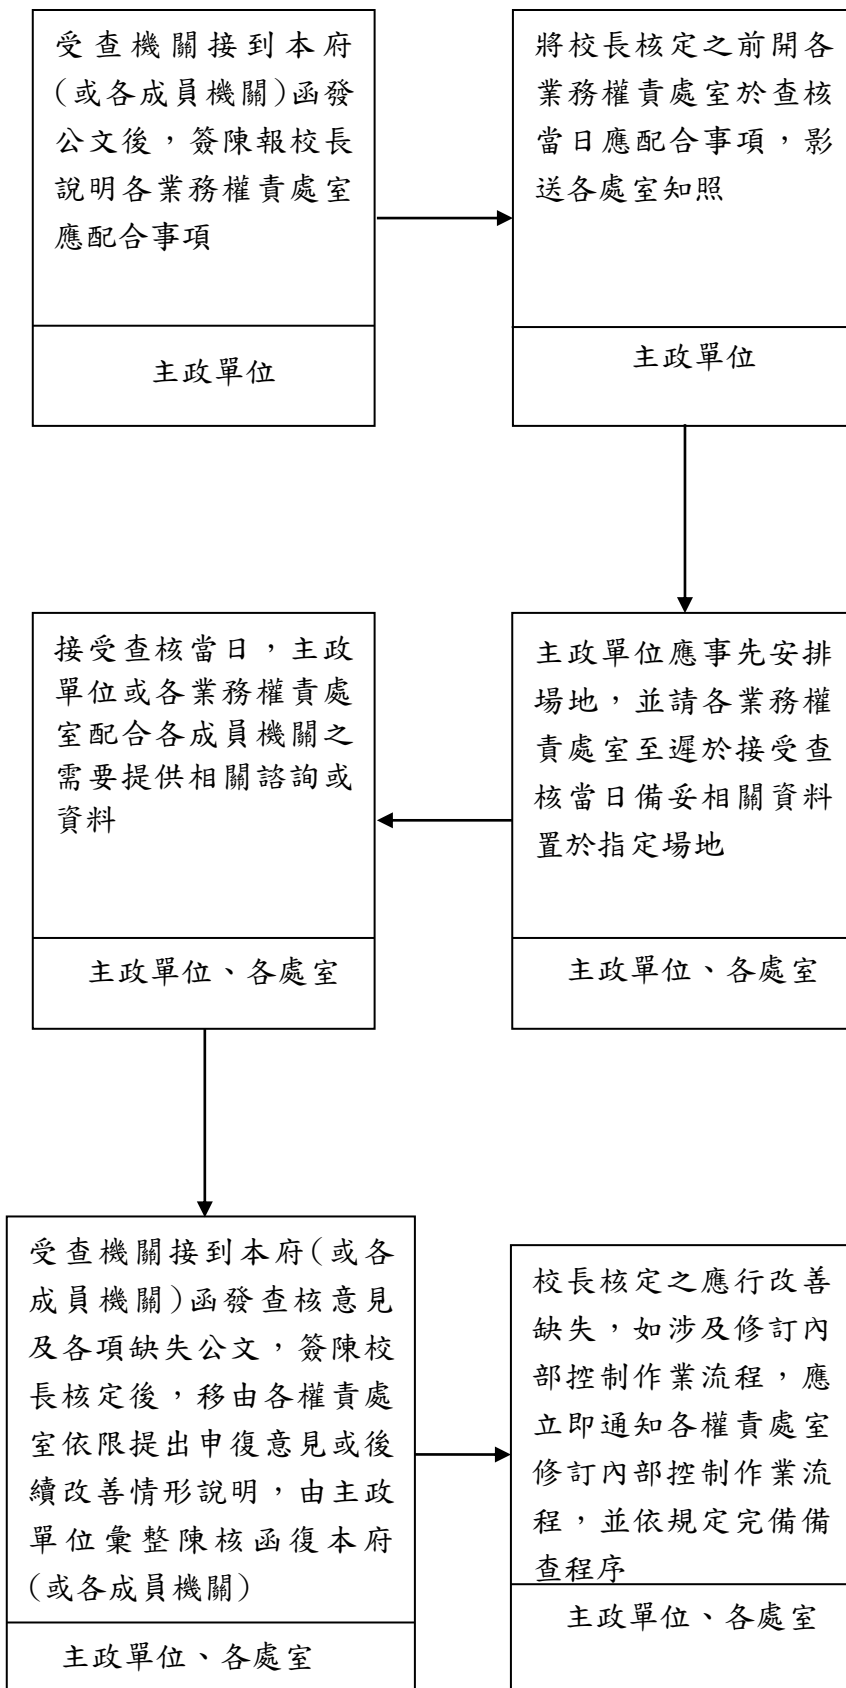 受查機關接到本府
(或各成員機關)函發
公文後，簽陳報校長
說明各業務權責處室
應配合事項
主政單位
將校長核定之前開各
業務權責處室於查核
當日應配合事項，影
送各處室知照
主政單位
主政單位應事先安排
場地，並請各業務權
責處室至遲於接受查
核當日備妥相關資料
置於指定場地
主政單位、各處室
接受查核當日，主政
單位或各業務權責處
室配合各成員機關之
需要提供相關諮詢或
資料
主政單位、各處室
受查機關接到本府(或各
成員機關)函發查核意見
及各項缺失公文，簽陳校
長核定後，移由各權責處
室依限提出申復意見或後
續改善情形說明，由主政
單位彙整陳核函復本府
(或各成員機關)
主政單位、各處室
校長核定之應行改善
缺失，如涉及修訂內
部控制作業流程，應
立即通知各權責處室
修訂內部控制作業流
程，並依規定完備備
查程序
主政單位、各處室